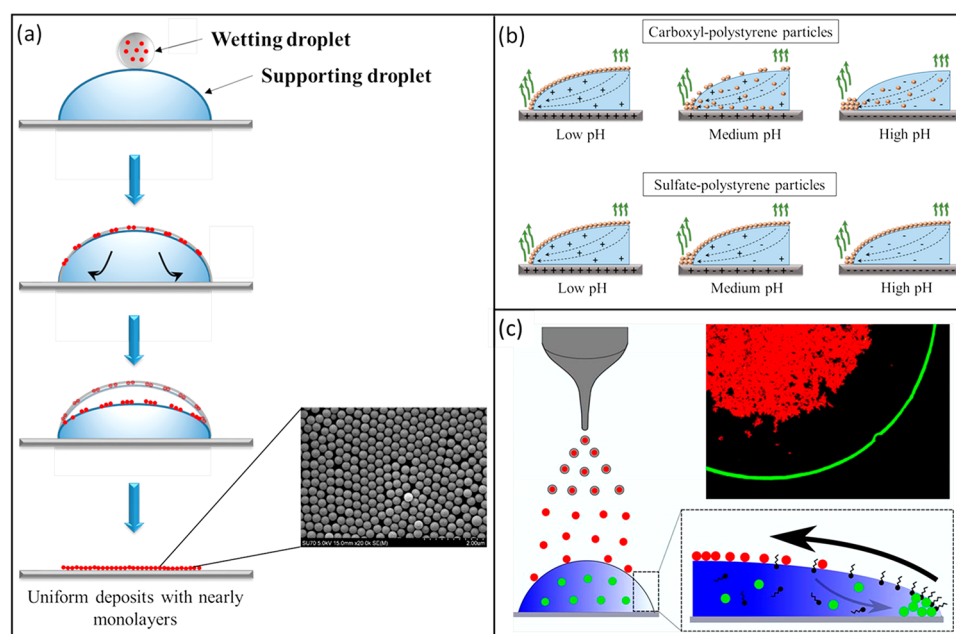 (a)
Wetting droplet
Supporting droplet
SU70 5.0kV 15.0mm x20.0k SE(M)
2.00um
Uniform deposits with nearly
monolayers
(b)
Carboxyl-polystyrene particles
Low pH
Medium pH
High pH
Sulfate-polystyrene particles
Low pH
Medium pH
High pH
(c)